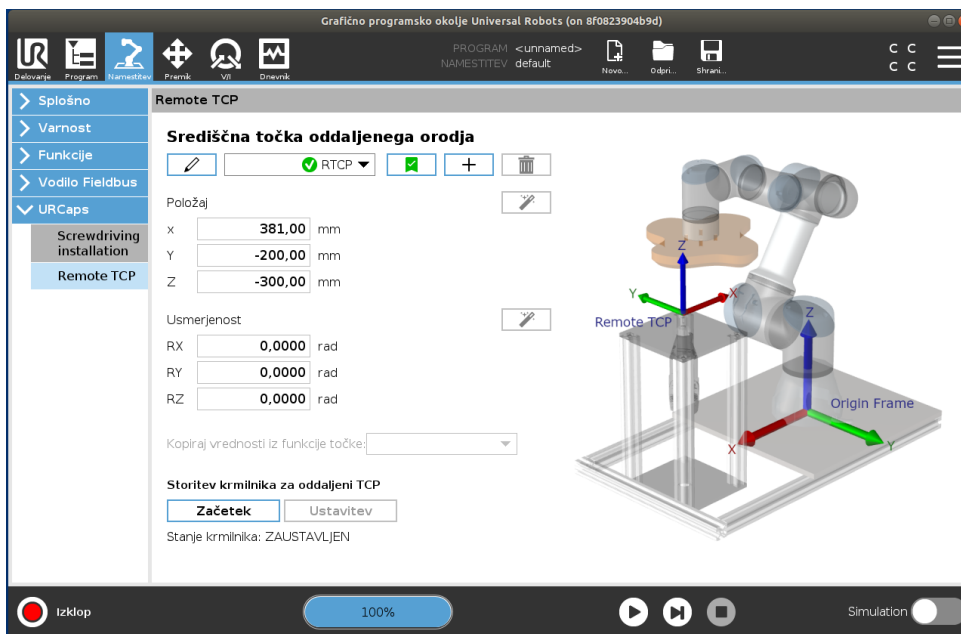 Grafično programsko okolje Universal Robots (on 8f0823904b9d)
Delovanje Program Namestitev Premik V/I Dnevnik
PROGRAM <unnamed>
NAMESTITEV default
Novo... Odpri... Shrani...
C C
C C
Splošno
Varnost
Funkcije
Vodilo Fieldbus
URCaps
Screwdriving
installation
Remote TCP
Remote TCP
Središčna točka oddaljenega orodja
RTCP
Položaj
X 381,00 mm
Y -200,00 mm
Z -300,00 mm
Usmerjenost
RX 0,0000 rad
RY 0,0000 rad
RZ 0,0000 rad
Kopiraj vrednosti iz funkcije točke:
Storitev krmilnika za oddaljeni TCP
Začetek Ustavitev
Stanje krmilnika: ZAUSTAVLJEN
Z
Y X
Remote TCP
Z
Origin Frame
X Y
Izklop
100%
Simulation